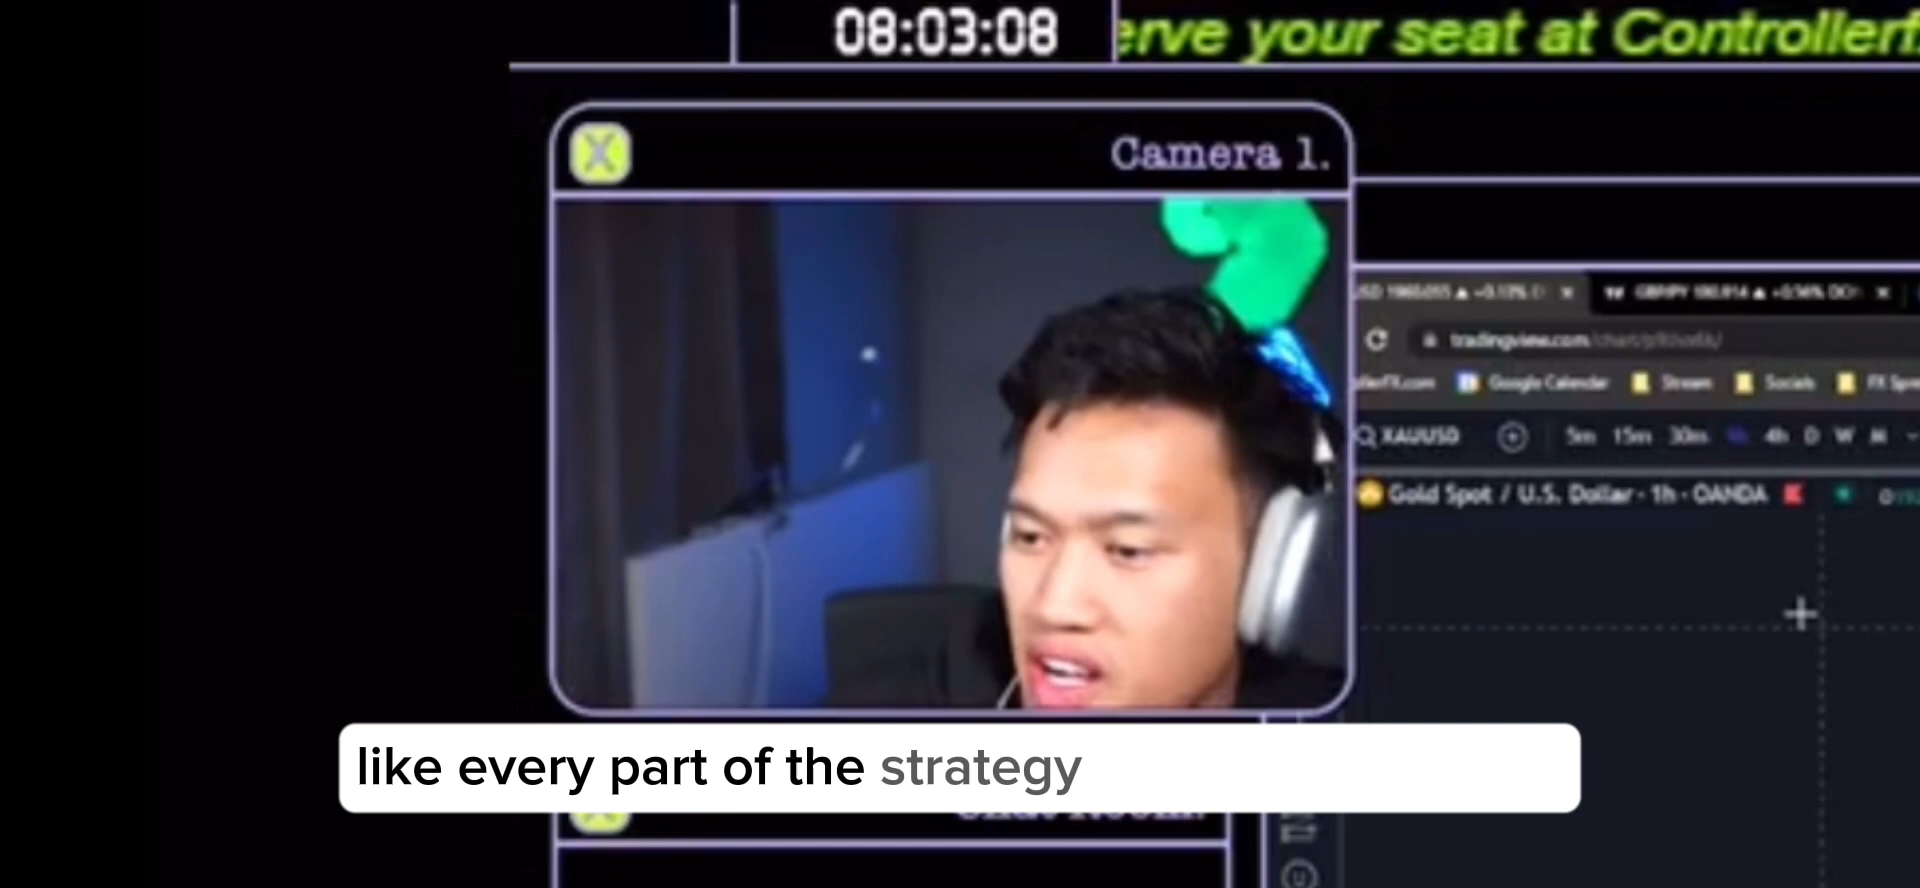 08:03:08
erve your seat at Controllerf
X
Camera 1.
tradingview.com
Google Calendar
Stream
Socials
XAUUSD
5m 15m 30m 4h D W M
Gold Spot / U.S. Dollar · 1h · OANDA
like every part of the strategy